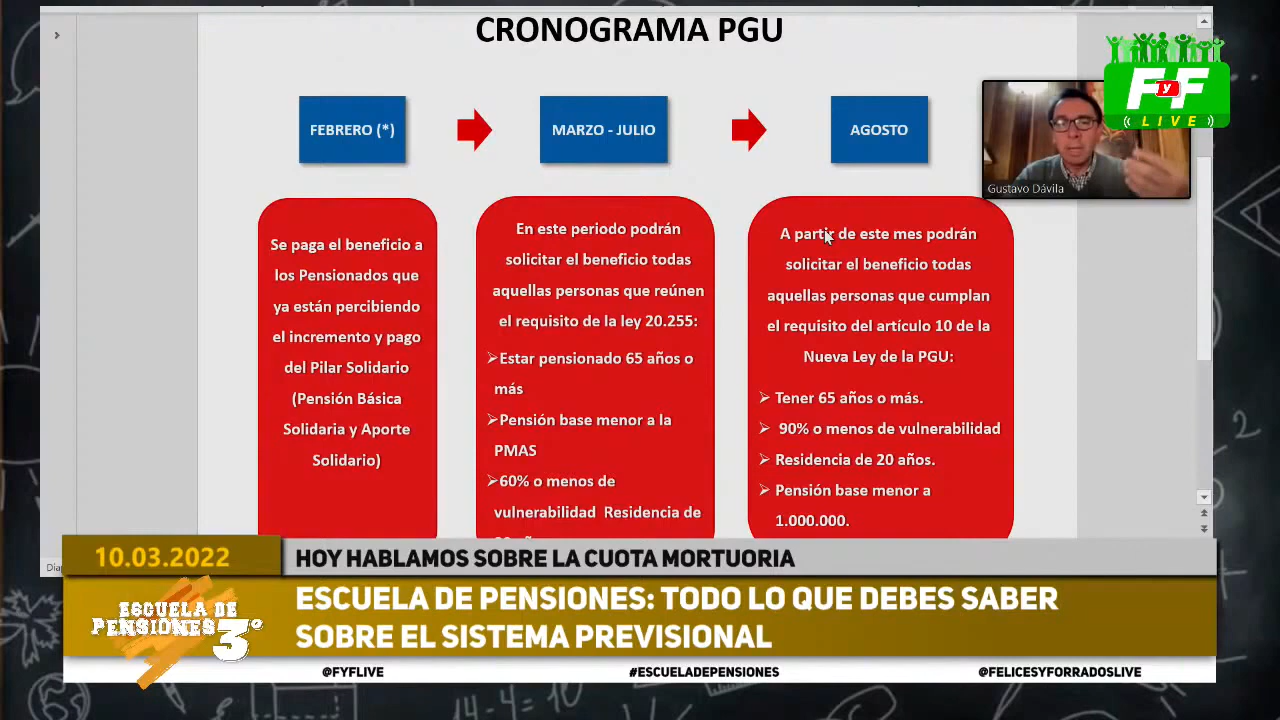 CRONOGRAMA PGU
FEBRERO (*)
MARZO - JULIO
AGOSTO
FyF
LIVE
Gustavo Dávila
Se paga el beneficio a
los Pensionados que
ya están percibiendo
el incremento y pago
del Pilar Solidario
(Pensión Básica
Solidaria y Aporte
Solidario)
En este periodo podrán
solicitar el beneficio todas
aquellas personas que reúnen
el requisito de la ley 20.255:
➢Estar pensionado 65 años o
más
➢Pensión base menor a la
PMAS
➢60% o menos de
vulnerabilidad Residencia de
A partir de este mes podrán
solicitar el beneficio todas
aquellas personas que cumplan
el requisito del artículo 10 de la
Nueva Ley de la PGU:
➢ Tener 65 años o más.
➢ 90% o menos de vulnerabilidad
➢ Residencia de 20 años.
➢ Pensión base menor a
1.000.000.
10.03.2022
HOY HABLAMOS SOBRE LA CUOTA MORTUORIA
ESCUELA DE
PENSIONES 3°
ESCUELA DE PENSIONES: TODO LO QUE DEBES SABER
SOBRE EL SISTEMA PREVISIONAL
@FYFLIVE
#ESCUELADEPENSIONES
@FELICESYFORRADOSLIVE
14-4=10